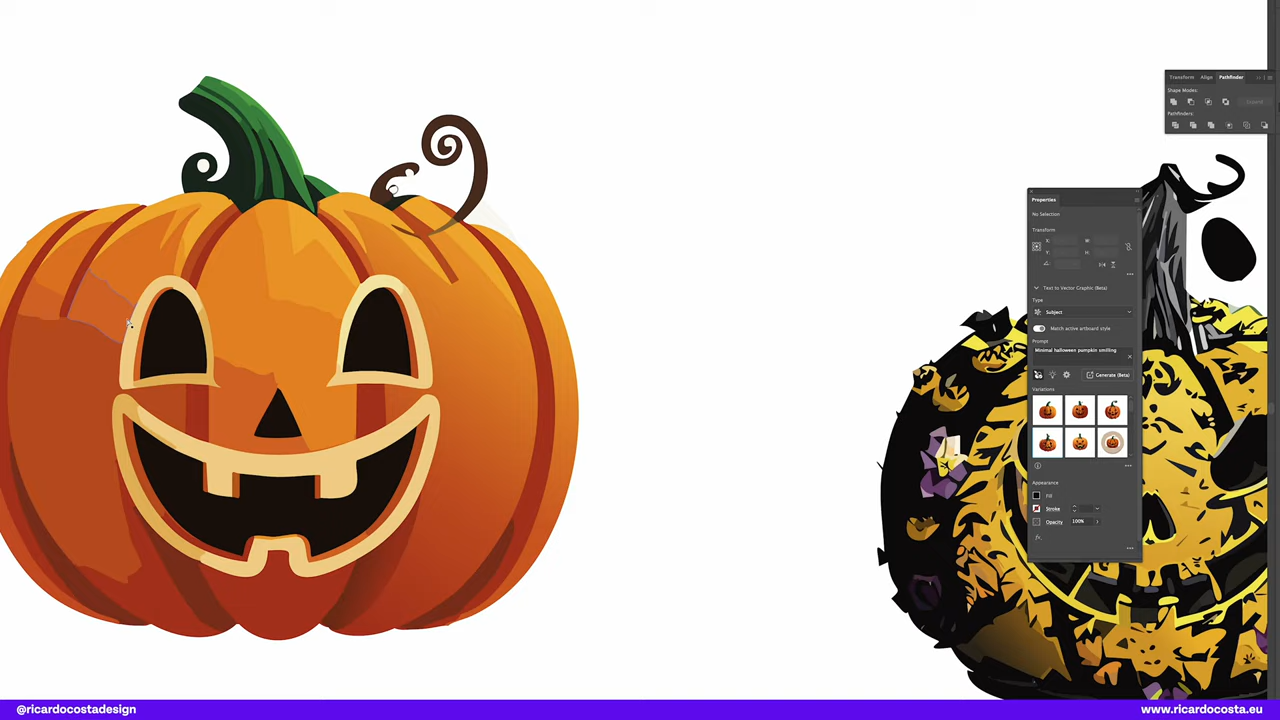 Transform Align Pathfinder
Shape Modes:
Expand
Pathfinders:
Properties
No Selection
Transform
X: W:
Y: H:
Text to Vector Graphic (Beta)
Type
Subject
Match active artboard style
Prompt
Minimal halloween pumpkin smiling
Generate (Beta)
Variations
Appearance
Fill
Stroke
Opacity 100%
fx
@ricardocostadesign
www.ricardocosta.eu